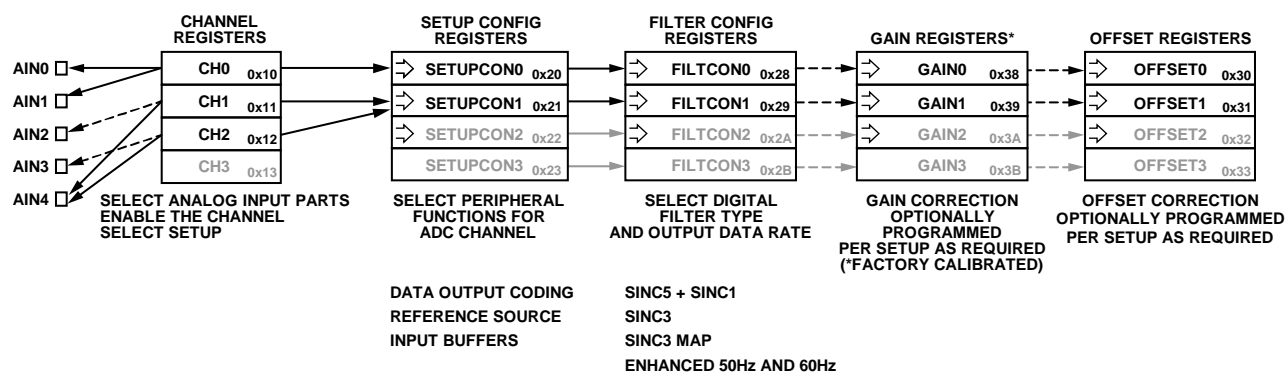 CHANNEL
REGISTERS
SETUP CONFIG
REGISTERS
FILTER CONFIG
REGISTERS
GAIN REGISTERS*
OFFSET REGISTERS
AIN0
AIN1
AIN2
AIN3
AIN4
CH0 0x10
CH1 0x11
CH2 0x12
CH3 0x13
SETUPCON0 0x20
SETUPCON1 0x21
SETUPCON2 0x22
SETUPCON3 0x23
FILTCON0 0x28
FILTCON1 0x29
FILTCON2 0x2A
FILTCON3 0x2B
GAIN0 0x38
GAIN1 0x39
GAIN2 0x3A
GAIN3 0x3B
OFFSET0 0x30
OFFSET1 0x31
OFFSET2 0x32
OFFSET3 0x33
SELECT ANALOG INPUT PARTS
ENABLE THE CHANNEL
SELECT SETUP
SELECT PERIPHERAL
FUNCTIONS FOR
ADC CHANNEL
SELECT DIGITAL
FILTER TYPE
AND OUTPUT DATA RATE
GAIN CORRECTION
OPTIONALLY
PROGRAMMED
PER SETUP AS REQUIRED
(*FACTORY CALIBRATED)
OFFSET CORRECTION
OPTIONALLY PROGRAMMED
PER SETUP AS REQUIRED
DATA OUTPUT CODING
REFERENCE SOURCE
INPUT BUFFERS
SINC5 + SINC1
SINC3
SINC3 MAP
ENHANCED 50Hz AND 60Hz